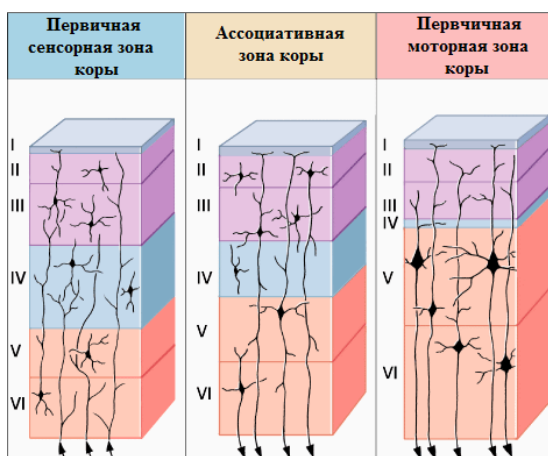 Первичная
сенсорная зона
коры
Ассоциативная
зона коры
Первчичная
моторная зона
коры
I
II
III
IV
V
VI
I
II
III
IV
V
VI
I
II
III
IV
V
VI